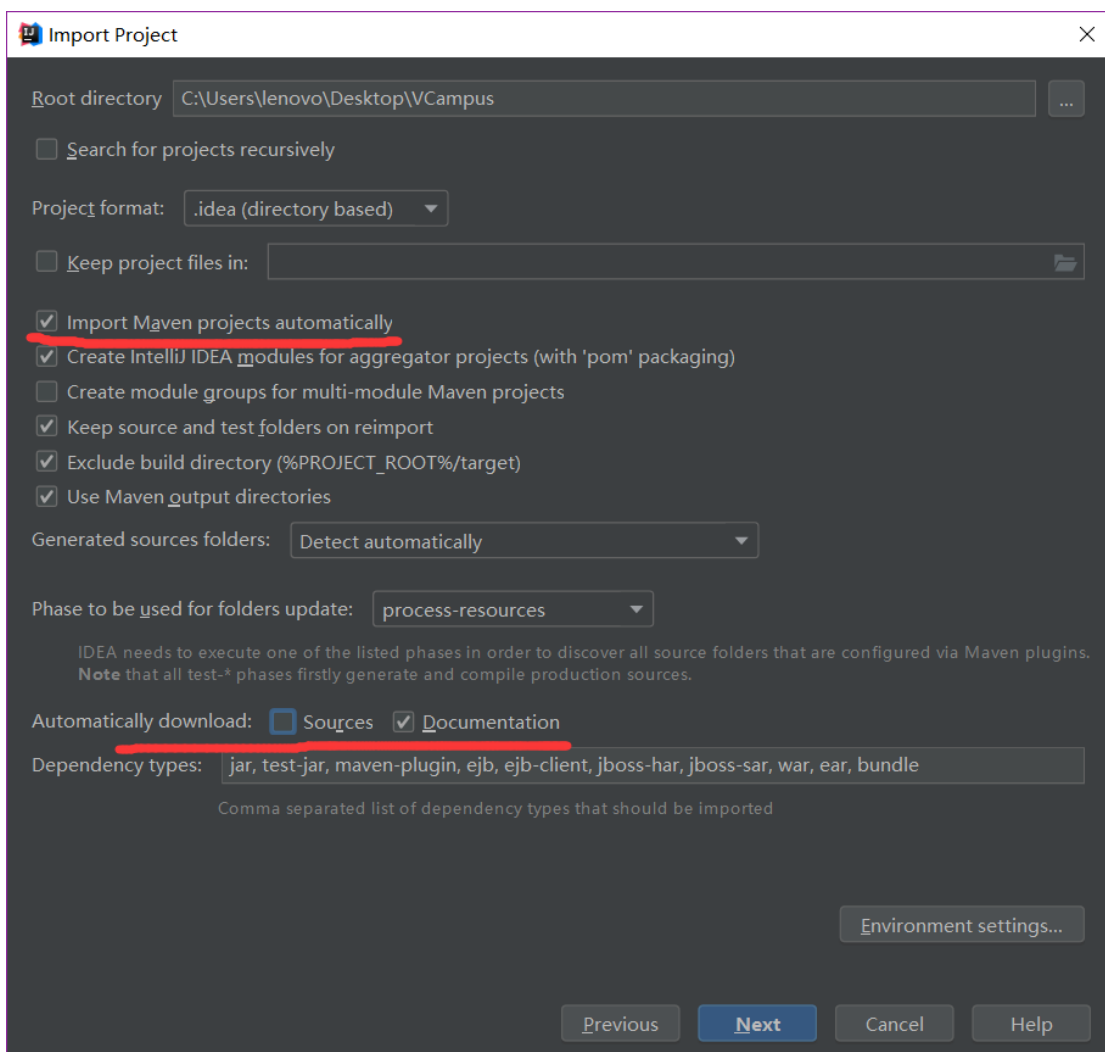 Import Project
Root directory C:\Users\lenovo\Desktop\VCampus ...
Search for projects recursively
Project format: .idea (directory based)
Keep project files in:
Import Maven projects automatically
Create IntelliJ IDEA modules for aggregator projects (with 'pom' packaging)
Create module groups for multi-module Maven projects
Keep source and test folders on reimport
Exclude build directory (%PROJECT_ROOT%/target)
Use Maven output directories
Generated sources folders: Detect automatically
Phase to be used for folders update: process-resources
IDEA needs to execute one of the listed phases in order to discover all source folders that are configured via Maven plugins.
Note that all test-* phases firstly generate and compile production sources.
Automatically download: Sources Documentation
Dependency types: jar, test-jar, maven-plugin, ejb, ejb-client, jboss-har, jboss-sar, war, ear, bundle
Comma separated list of dependency types that should be imported
Environment settings...
Previous Next Cancel Help